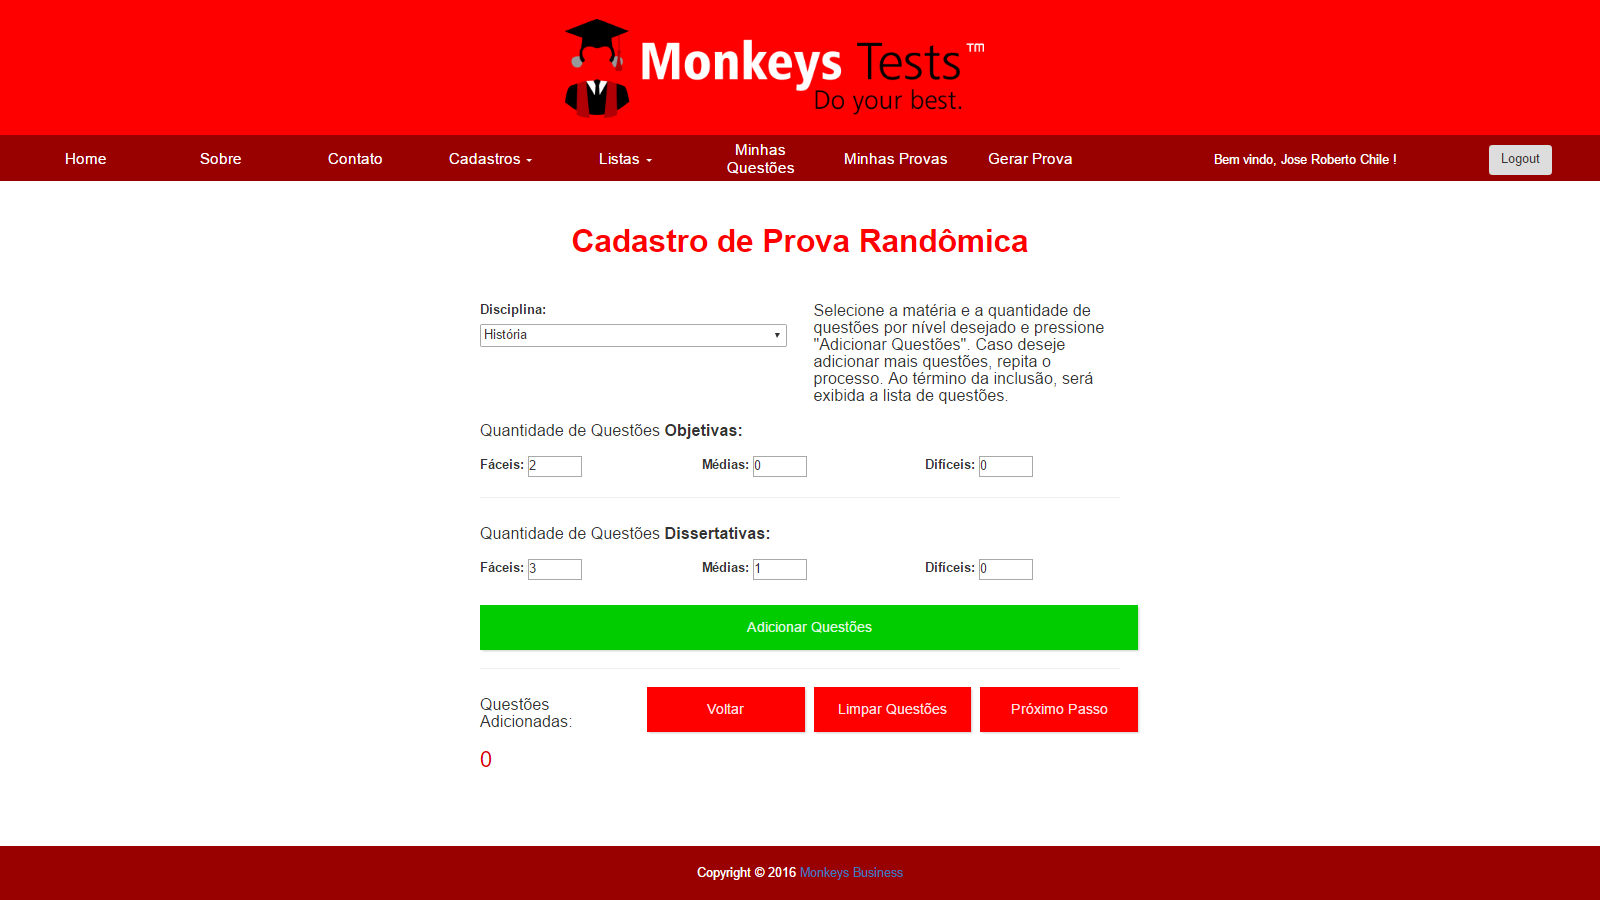 Monkeys Tests™
Do your best.
Home
Sobre
Contato
Cadastros
Listas
Minhas
Questões
Minhas Provas
Gerar Prova
Bem vindo, Jose Roberto Chile !
Logout
Cadastro de Prova Randômica
Disciplina:
História
Selecione a matéria e a quantidade de
questões por nível desejado e pressione
"Adicionar Questões". Caso deseje
adicionar mais questões, repita o
processo. Ao término da inclusão, será
exibida a lista de questões.
Quantidade de Questões Objetivas:
Fáceis: 2
Médias: 0
Difíceis: 0
Quantidade de Questões Dissertativas:
Fáceis: 3
Médias: 1
Difíceis: 0
Adicionar Questões
Questões
Adicionadas:
0
Voltar
Limpar Questões
Próximo Passo
Copyright © 2016 Monkeys Business